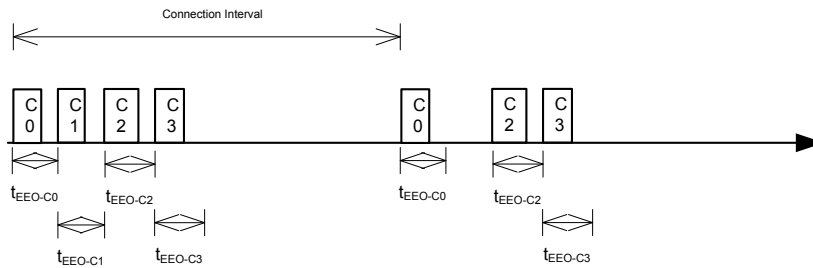 Connection Interval
C 0
C 1
C 2
C 3
C 0
C 2
C 3
tEEO-C0
tEEO-C2
tEEO-C0
tEEO-C2
tEEO-C1
tEEO-C3
tEEO-C3